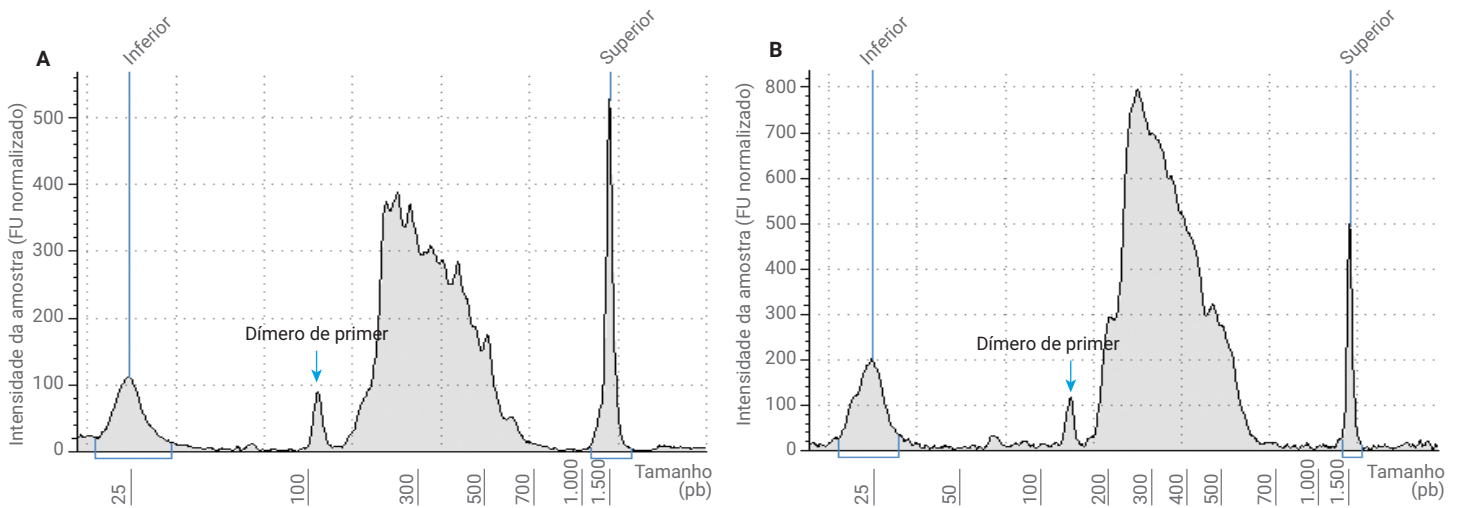 A
Inferior
Superior
Intensidade da amostra (FU normalizado)
500
400
300
200
100
0
Dímero de primer
25
100
300
500
700
1.000
1.500
Tamanho
(pb)
B
Inferior
Superior
Intensidade da amostra (FU normalizado)
800
700
600
500
400
300
200
100
0
Dímero de primer
25
50
100
200
300
400
500
700
1.000
1.500
Tamanho
(pb)